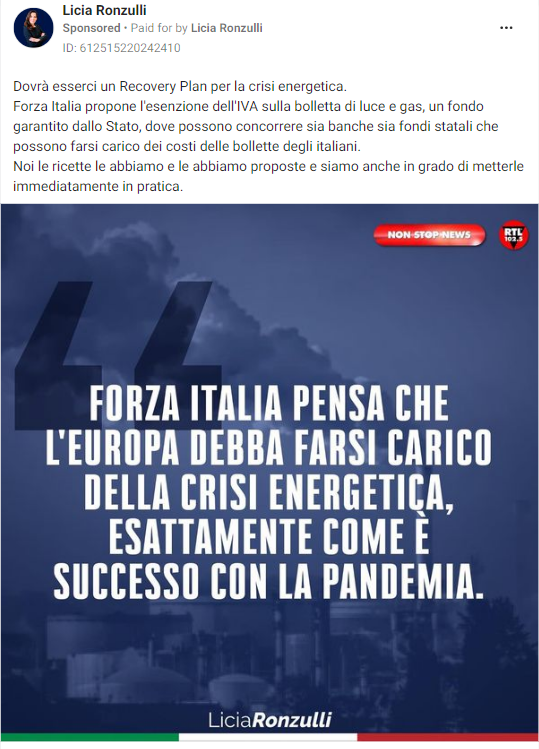 Licia Ronzulli
Sponsored • Paid for by Licia Ronzulli
ID: 612515220242410
Dovrà esserci un Recovery Plan per la crisi energetica.
Forza Italia propone l'esenzione dell'IVA sulla bolletta di luce e gas, un fondo
garantito dallo Stato, dove possono concorrere sia banche sia fondi statali che
possono farsi carico dei costi delle bollette degli italiani.
Noi le ricette le abbiamo e le abbiamo proposte e siamo anche in grado di metterle
immediatamente in pratica.
NON STOP NEWS
RTL
102.5
FORZA ITALIA PENSA CHE
L'EUROPA DEBBA FARSI CARICO
DELLA CRISI ENERGETICA,
ESATTAMENTE COME È
SUCCESSO CON LA PANDEMIA.
LiciaRonzulli